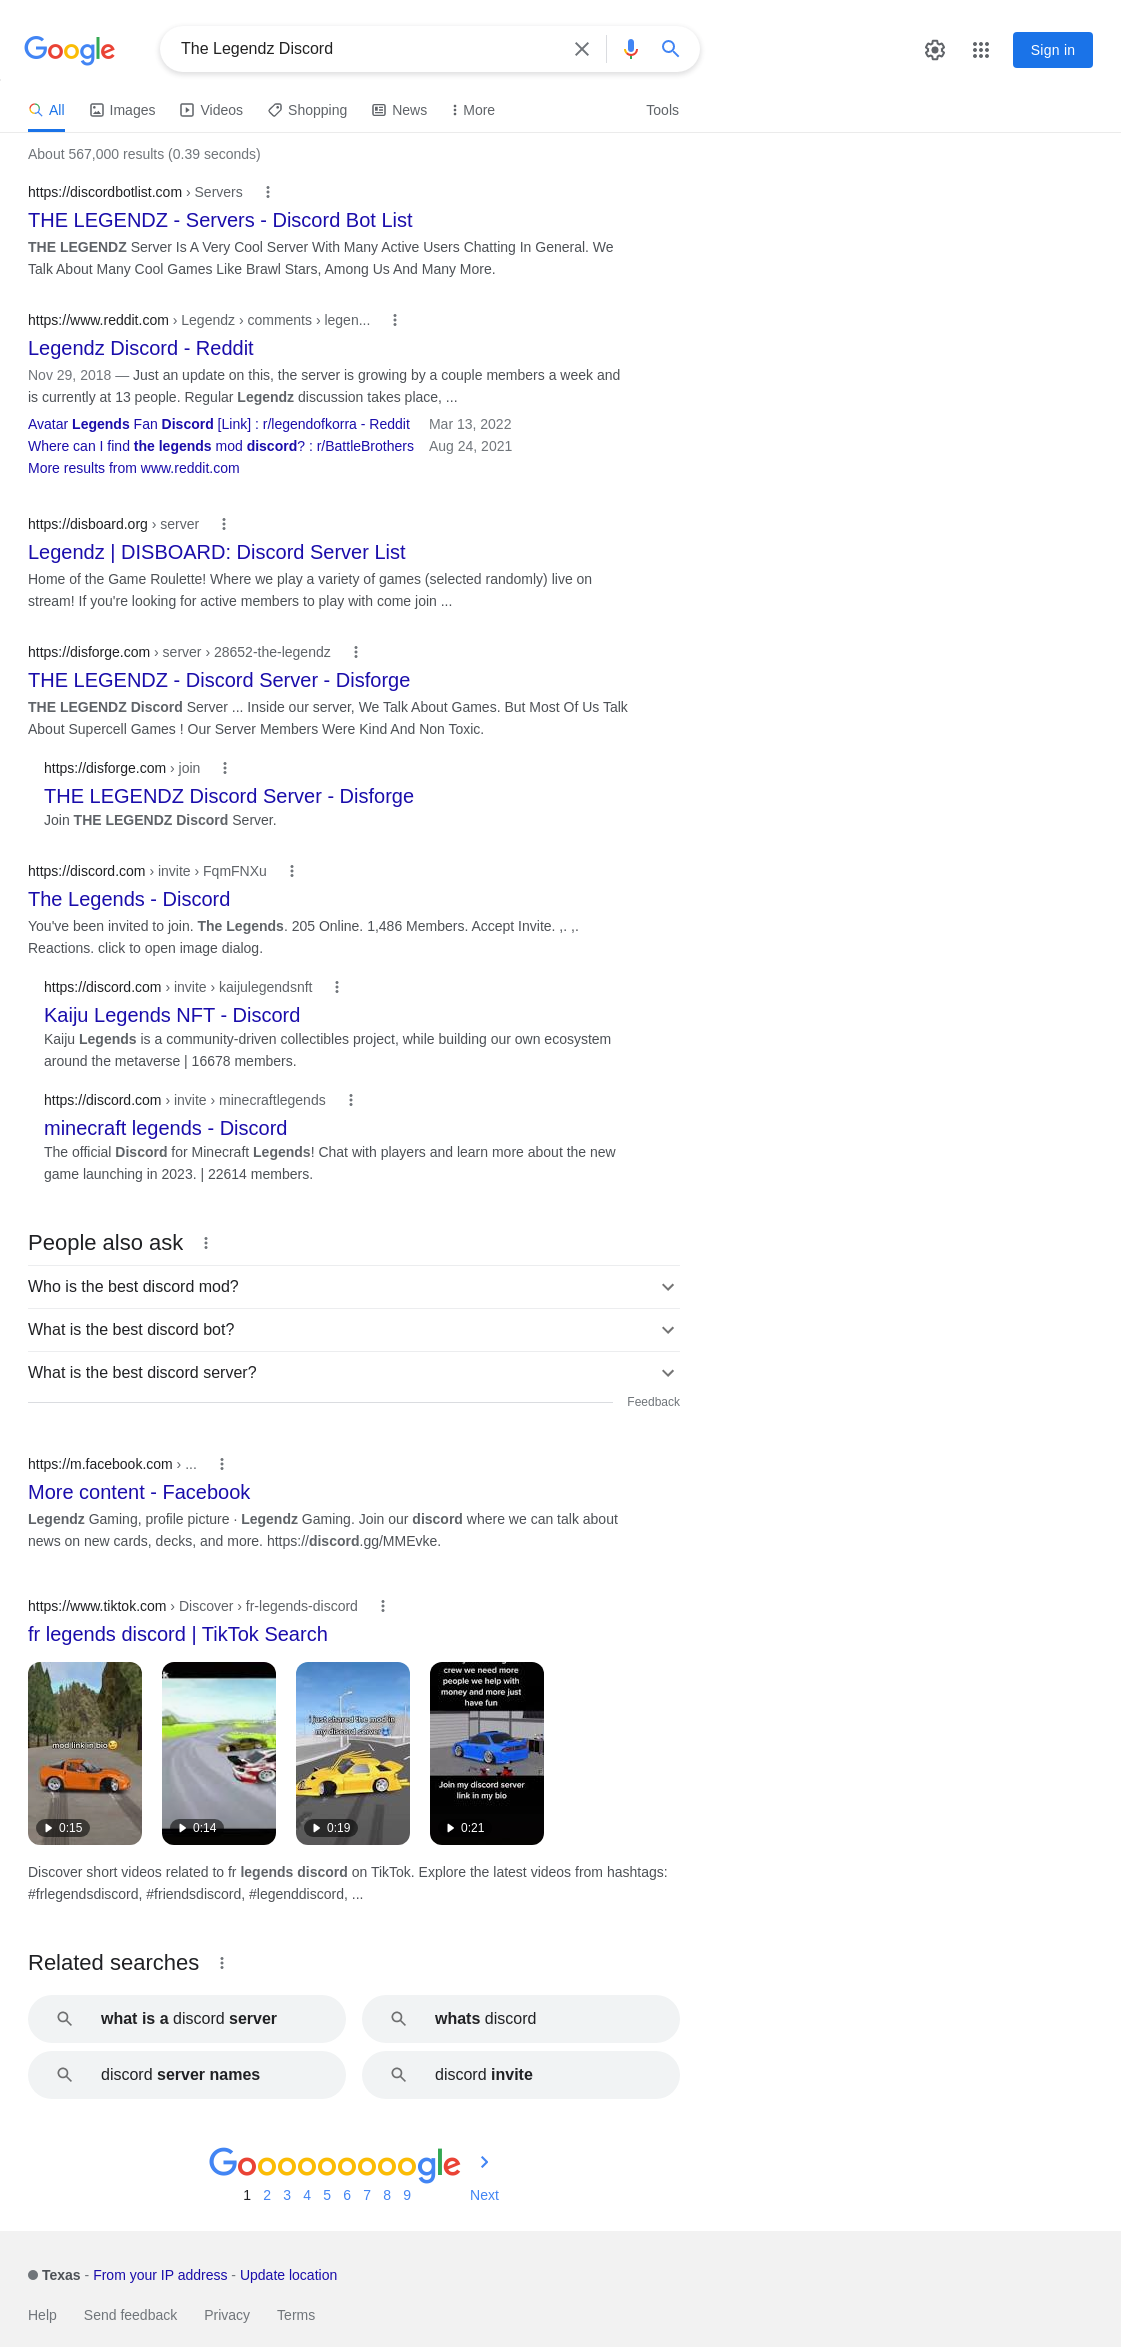 Google
The Legendz Discord
Sign in
All Images Videos Shopping News More Tools
About 567,000 results (0.39 seconds)
https://discordbotlist.com › Servers
THE LEGENDZ - Servers - Discord Bot List
THE LEGENDZ Server Is A Very Cool Server With Many Active Users Chatting In General. We
Talk About Many Cool Games Like Brawl Stars, Among Us And Many More.
https://www.reddit.com › Legendz › comments › legen...
Legendz Discord - Reddit
Nov 29, 2018 — Just an update on this, the server is growing by a couple members a week and
is currently at 13 people. Regular Legendz discussion takes place, ...
Avatar Legends Fan Discord [Link] : r/legendofkorra - Reddit Mar 13, 2022
Where can I find the legends mod discord? : r/BattleBrothers Aug 24, 2021
More results from www.reddit.com
https://disboard.org › server
Legendz | DISBOARD: Discord Server List
Home of the Game Roulette! Where we play a variety of games (selected randomly) live on
stream! If you're looking for active members to play with come join ...
https://disforge.com › server › 28652-the-legendz
THE LEGENDZ - Discord Server - Disforge
THE LEGENDZ Discord Server ... Inside our server, We Talk About Games. But Most Of Us Talk
About Supercell Games ! Our Server Members Were Kind And Non Toxic.
https://disforge.com › join
THE LEGENDZ Discord Server - Disforge
Join THE LEGENDZ Discord Server.
https://discord.com › invite › FqmFNXu
The Legends - Discord
You've been invited to join. The Legends. 205 Online. 1,486 Members. Accept Invite. ,. ,.
Reactions. click to open image dialog.
https://discord.com › invite › kaijulegendsnft
Kaiju Legends NFT - Discord
Kaiju Legends is a community-driven collectibles project, while building our own ecosystem
around the metaverse | 16678 members.
https://discord.com › invite › minecraftlegends
minecraft legends - Discord
The official Discord for Minecraft Legends! Chat with players and learn more about the new
game launching in 2023. | 22614 members.
People also ask
Who is the best discord mod?
What is the best discord bot?
What is the best discord server?
Feedback
https://m.facebook.com › ...
More content - Facebook
Legendz Gaming, profile picture · Legendz Gaming. Join our discord where we can talk about
news on new cards, decks, and more. https://discord.gg/MMEvke.
https://www.tiktok.com › Discover › fr-legends-discord
fr legends discord | TikTok Search
mod link in bio
0:15
0:14
i just shared the mod in
my discord server
0:19
crew we need more
people we help with
money and more just
have fun
Join my discord server
link in my bio
0:21
Discover short videos related to fr legends discord on TikTok. Explore the latest videos from hashtags:
#frlegendsdiscord, #friendsdiscord, #legenddiscord, ...
Related searches
what is a discord server
whats discord
discord server names
discord invite
Goooooooooogle
1 2 3 4 5 6 7 8 9 Next
Texas - From your IP address - Update location
Help Send feedback Privacy Terms